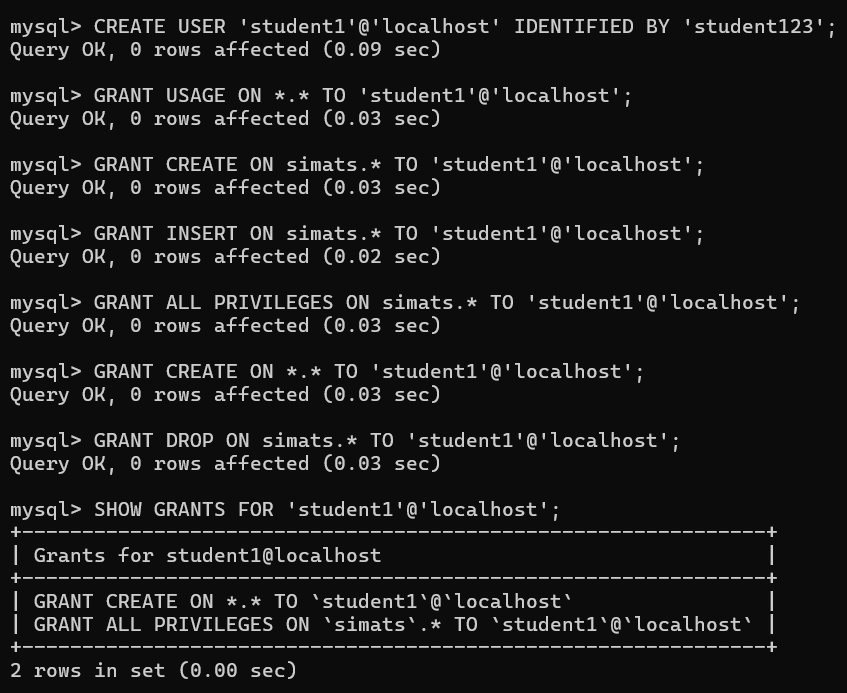 mysql> CREATE USER 'student1'@'localhost' IDENTIFIED BY 'student123';
Query OK, 0 rows affected (0.09 sec)

mysql> GRANT USAGE ON *.* TO 'student1'@'localhost';
Query OK, 0 rows affected (0.03 sec)

mysql> GRANT CREATE ON simats.* TO 'student1'@'localhost';
Query OK, 0 rows affected (0.03 sec)

mysql> GRANT INSERT ON simats.* TO 'student1'@'localhost';
Query OK, 0 rows affected (0.02 sec)

mysql> GRANT ALL PRIVILEGES ON simats.* TO 'student1'@'localhost';
Query OK, 0 rows affected (0.03 sec)

mysql> GRANT CREATE ON *.* TO 'student1'@'localhost';
Query OK, 0 rows affected (0.03 sec)

mysql> GRANT DROP ON simats.* TO 'student1'@'localhost';
Query OK, 0 rows affected (0.03 sec)

mysql> SHOW GRANTS FOR 'student1'@'localhost';
+--------------------------------------------------------------+
| Grants for student1@localhost                                |
+--------------------------------------------------------------+
| GRANT CREATE ON *.* TO `student1`@`localhost`                |
| GRANT ALL PRIVILEGES ON `simats`.* TO `student1`@`localhost` |
+--------------------------------------------------------------+
2 rows in set (0.00 sec)